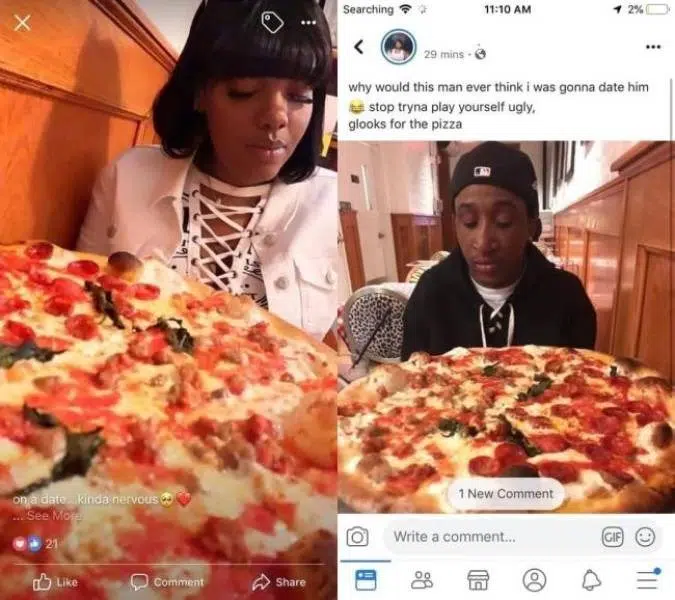 on a date...kinda nervous🥺❤️
... See More
21
Like
Comment
Share
Searching
11:10 AM
2%
29 mins ·
why would this man ever think i was gonna date him
😂 stop tryna play yourself ugly,
glooks for the pizza
1 New Comment
Write a comment...
GIF